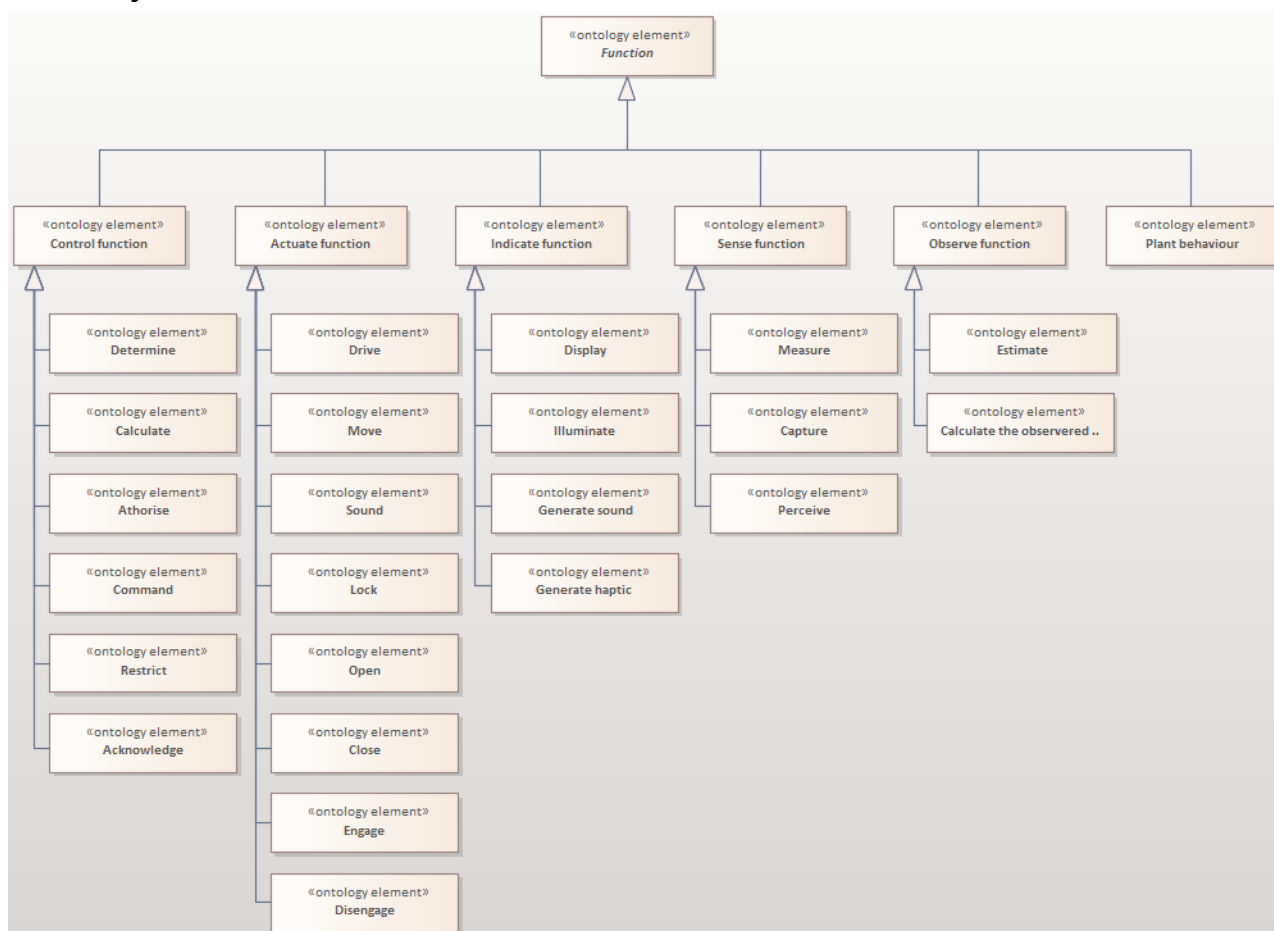 «ontology element»
Function
«ontology element»
Control function
«ontology element»
Actuate function
«ontology element»
Indicate function
«ontology element»
Sense function
«ontology element»
Observe function
«ontology element»
Plant behaviour
«ontology element»
Determine
«ontology element»
Calculate
«ontology element»
Athorise
«ontology element»
Command
«ontology element»
Restrict
«ontology element»
Acknowledge
«ontology element»
Drive
«ontology element»
Move
«ontology element»
Sound
«ontology element»
Lock
«ontology element»
Open
«ontology element»
Close
«ontology element»
Engage
«ontology element»
Disengage
«ontology element»
Display
«ontology element»
Illuminate
«ontology element»
Generate sound
«ontology element»
Generate haptic
«ontology element»
Measure
«ontology element»
Capture
«ontology element»
Perceive
«ontology element»
Estimate
«ontology element»
Calculate the observered ..